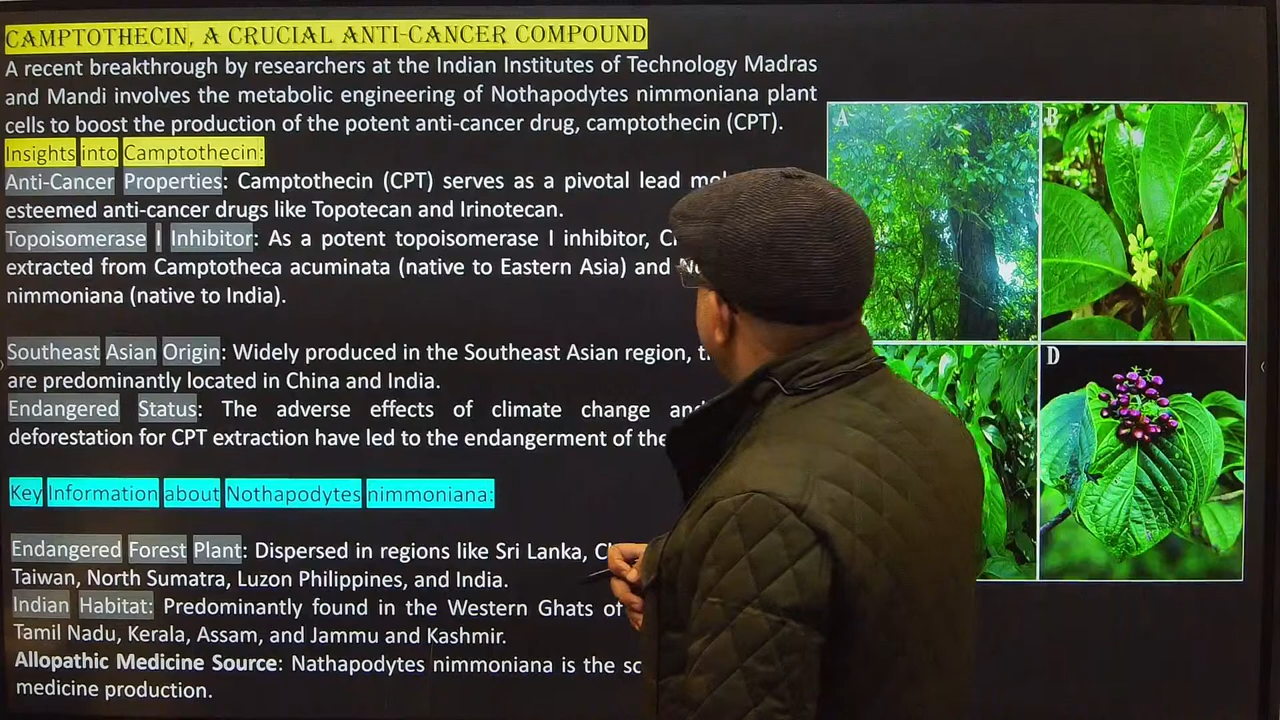 CAMPTOTHECIN, A CRUCIAL ANTI-CANCER COMPOUND
A recent breakthrough by researchers at the Indian Institutes of Technology Madras
and Mandi involves the metabolic engineering of Nothapodytes nimmoniana plant
cells to boost the production of the potent anti-cancer drug, camptothecin (CPT).
Insights into Camptothecin:
Anti-Cancer Properties: Camptothecin (CPT) serves as a pivotal lead
esteemed anti-cancer drugs like Topotecan and Irinotecan.
Topoisomerase I Inhibitor: As a potent topoisomerase I inhibitor,
extracted from Camptotheca acuminata (native to Eastern Asia) and
nimmoniana (native to India).
Southeast Asian Origin: Widely produced in the Southeast Asian region,
are predominantly located in China and India.
Endangered Status: The adverse effects of climate change
deforestation for CPT extraction have led to the endangerment of
Key Information about Nothapodytes nimmoniana:
Endangered Forest Plant: Dispersed in regions like Sri Lanka,
Taiwan, North Sumatra, Luzon Philippines, and India.
Indian Habitat: Predominantly found in the Western Ghats of
Tamil Nadu, Kerala, Assam, and Jammu and Kashmir.
Allopathic Medicine Source: Nathapodytes nimmoniana is the
medicine production.
A
B
D